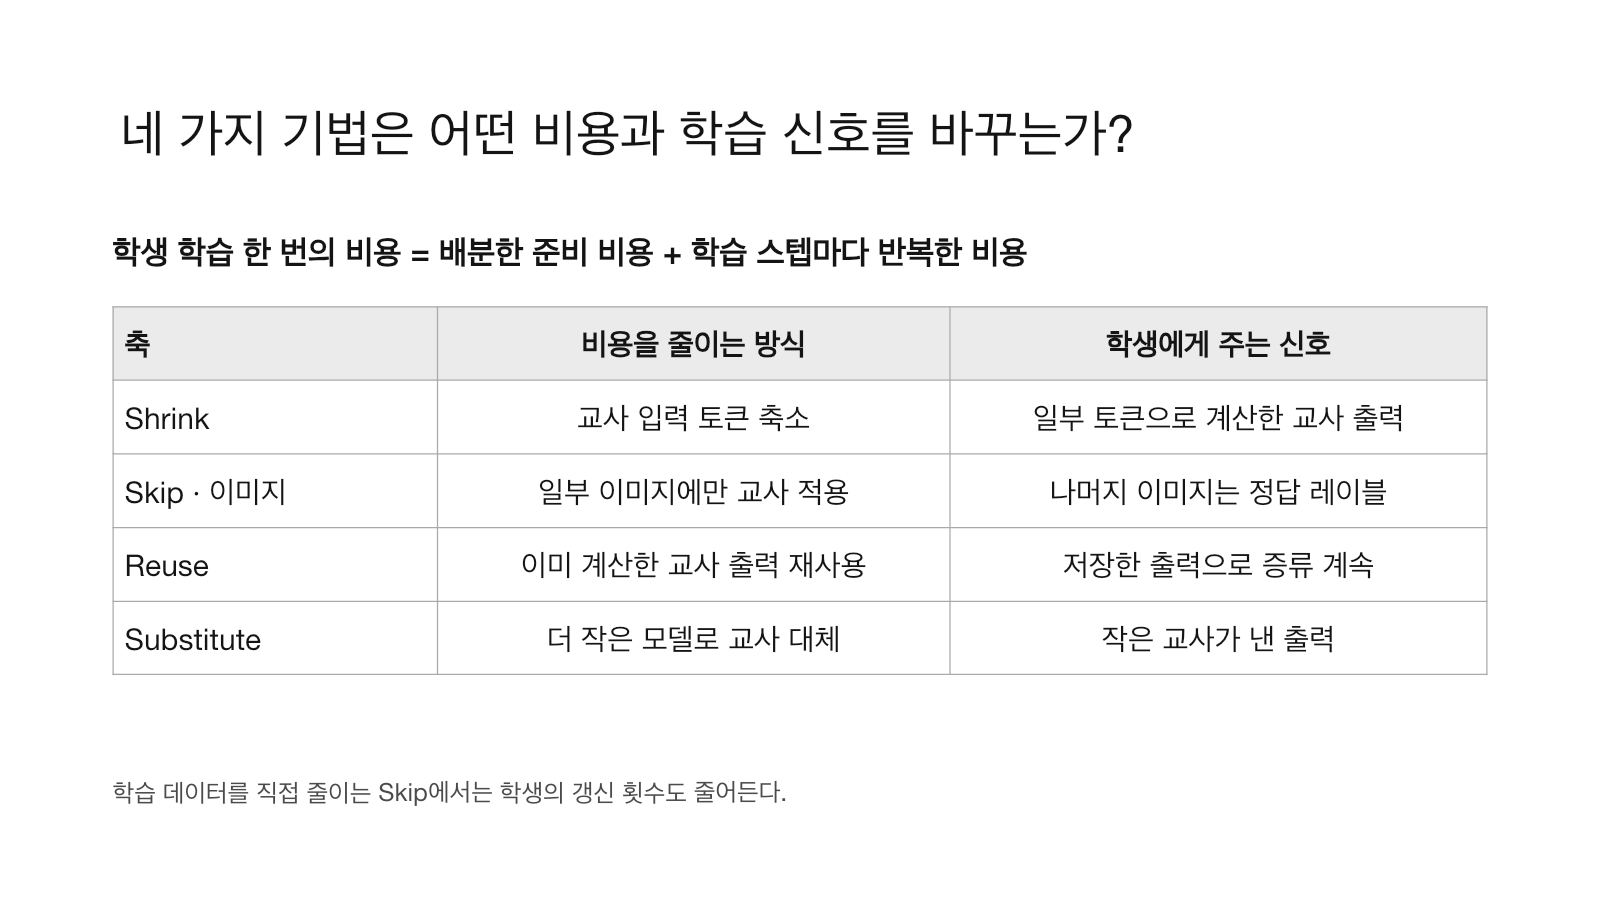 네 가지 기법은 어떤 비용과 학습 신호를 바꾸는가?
학생 학습 한 번의 비용 = 배분한 준비 비용 + 학습 스텝마다 반복한 비용
축 비용을 줄이는 방식 학생에게 주는 신호
Shrink 교사 입력 토큰 축소 일부 토큰으로 계산한 교사 출력
Skip · 이미지 일부 이미지에만 교사 적용 나머지 이미지는 정답 레이블
Reuse 이미 계산한 교사 출력 재사용 저장한 출력으로 증류 계속
Substitute 더 작은 모델로 교사 대체 작은 교사가 낸 출력
학습 데이터를 직접 줄이는 Skip에서는 학생의 갱신 횟수도 줄어든다.